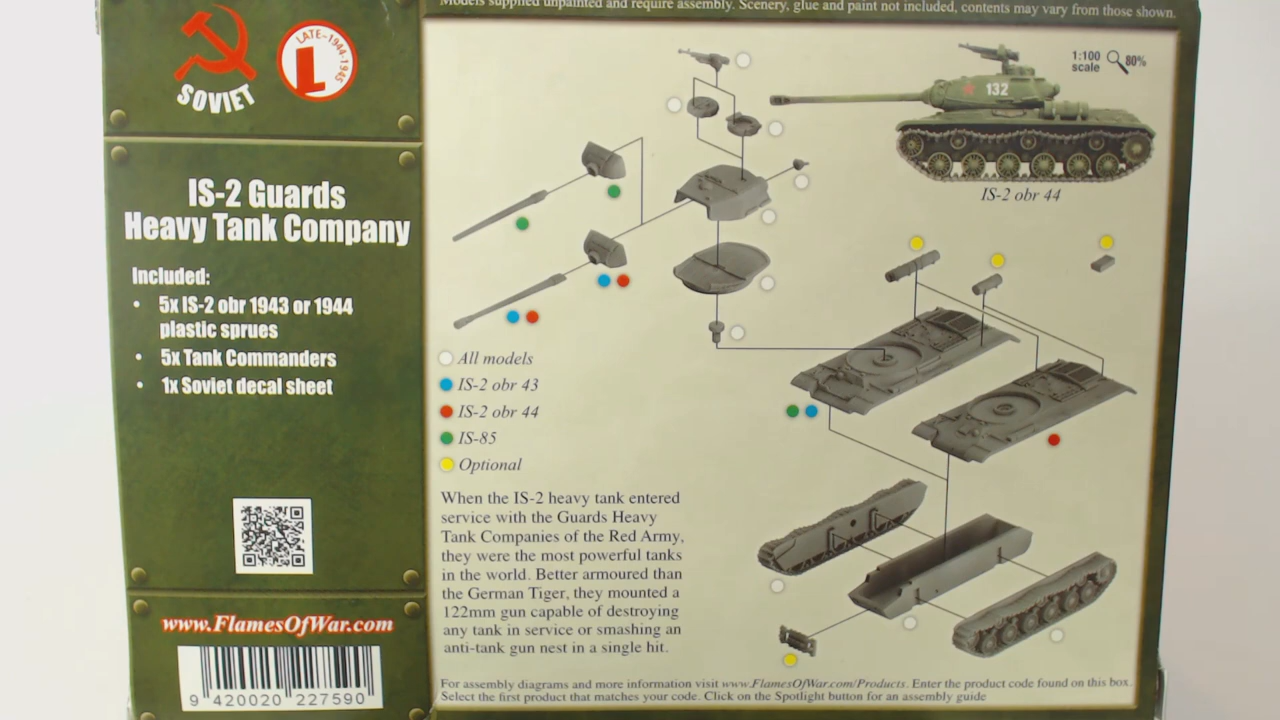 Models supplied unpainted and require assembly. Scenery, glue and paint not included, contents may vary from those shown.
SOVIET
LATE-1944-1945
L
IS-2 Guards
Heavy Tank Company
Included:
• 5x IS-2 obr 1943 or 1944
plastic sprues
• 5x Tank Commanders
• 1x Soviet decal sheet
www.FlamesOfWar.com
9 420020 227590
1:100
scale
80%
132
IS-2 obr 44
All models
IS-2 obr 43
IS-2 obr 44
IS-85
Optional
When the IS-2 heavy tank entered
service with the Guards Heavy
Tank Companies of the Red Army,
they were the most powerful tanks
in the world. Better armoured than
the German Tiger, they mounted a
122mm gun capable of destroying
any tank in service or smashing an
anti-tank gun nest in a single hit.
For assembly diagrams and more information visit www.FlamesOfWar.com/Products. Enter the product code found on this box.
Select the first product that matches your code. Click on the Spotlight button for an assembly guide